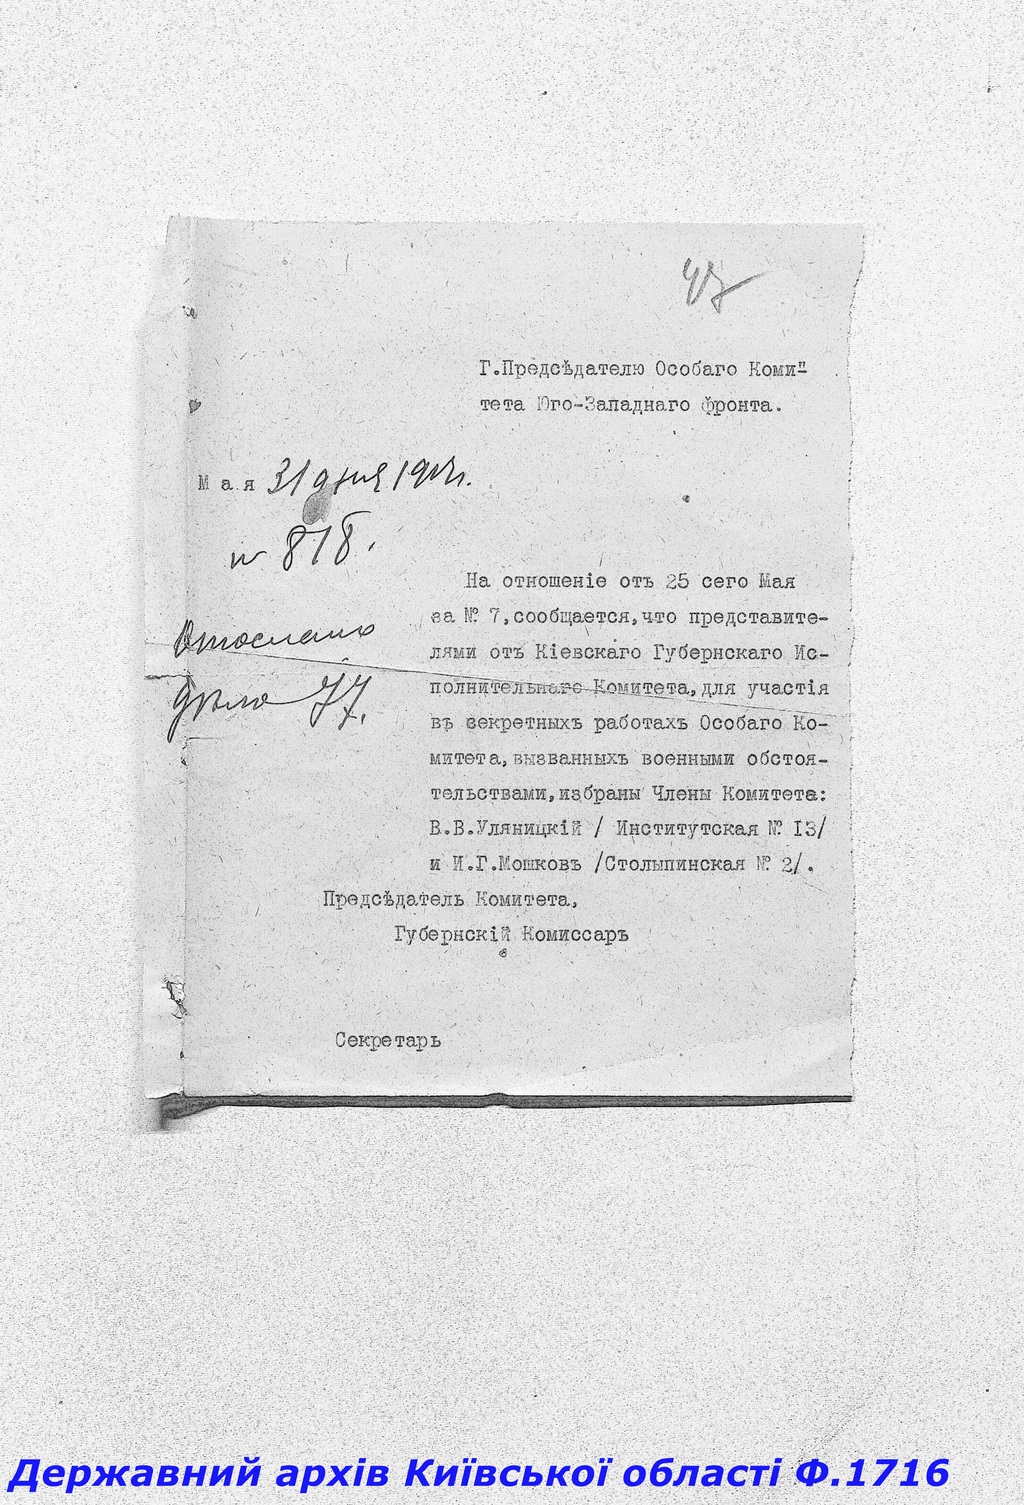 47
Г.Предсѣдателю Особаго Коми-
тета Юго-Западнаго фронта.
Мая 31 дня 1917 г.
№ 818.
Отослано
дѣло 77.
На отношеніе отъ 25 сего Мая
за № 7,сообщается,что представите-
лями отъ Кіевскаго Губернскаго Ис-
полнительнаго Комитета,для участія
въ секретныхъ работахъ Особаго Ко-
митета,вызванныхъ военными обстоя-
тельствами,избраны Члены Комитета:
В.В.Уляницкій / Институтская № I3/
и И.Г.Мошковъ /Столыпинская № 2/.
Предсѣдатель Комитета,
Губернскій Комиссаръ
Секретарь
Державний архів Київської області Ф.1716